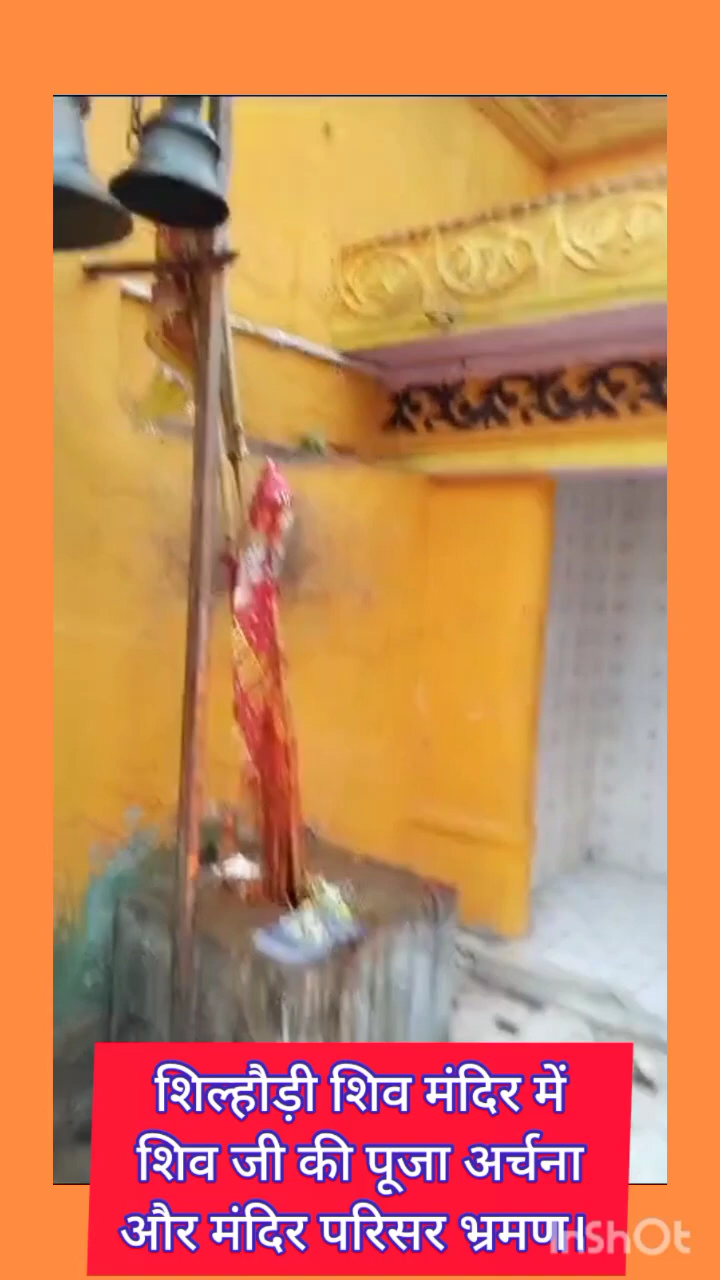 शिल्हौड़ी शिव मंदिर में
शिव जी की पूजा अर्चना
और मंदिर परिसर भ्रमण।
InShOt